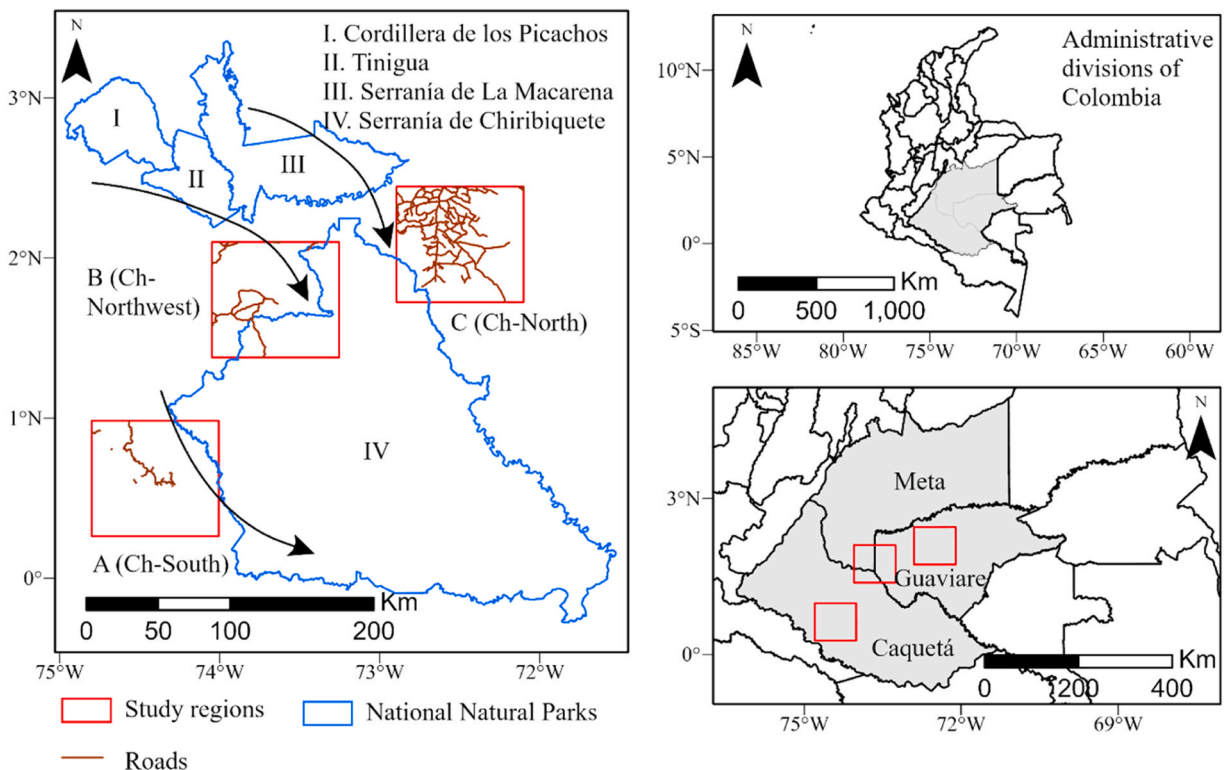 N
I. Cordillera de los Picachos
II. Tinigua
III. Serranía de La Macarena
IV. Serranía de Chiribiquete
3°N
2°N
1°N
0°
I
II
III
IV
B (Ch-
Northwest)
C (Ch-North)
A (Ch-South)
Km
0 50 100 200
75°W 74°W 73°W 72°W
Study regions
National Natural Parks
Roads
N
Administrative
divisions of
Colombia
10°N
5°N
0°
5°S
Km
0 500 1,000
85°W 80°W 75°W 70°W 65°W 60°W
N
Meta
3°N
Guaviare
Caquetá
0°
Km
0 200 400
75°W 72°W 69°W